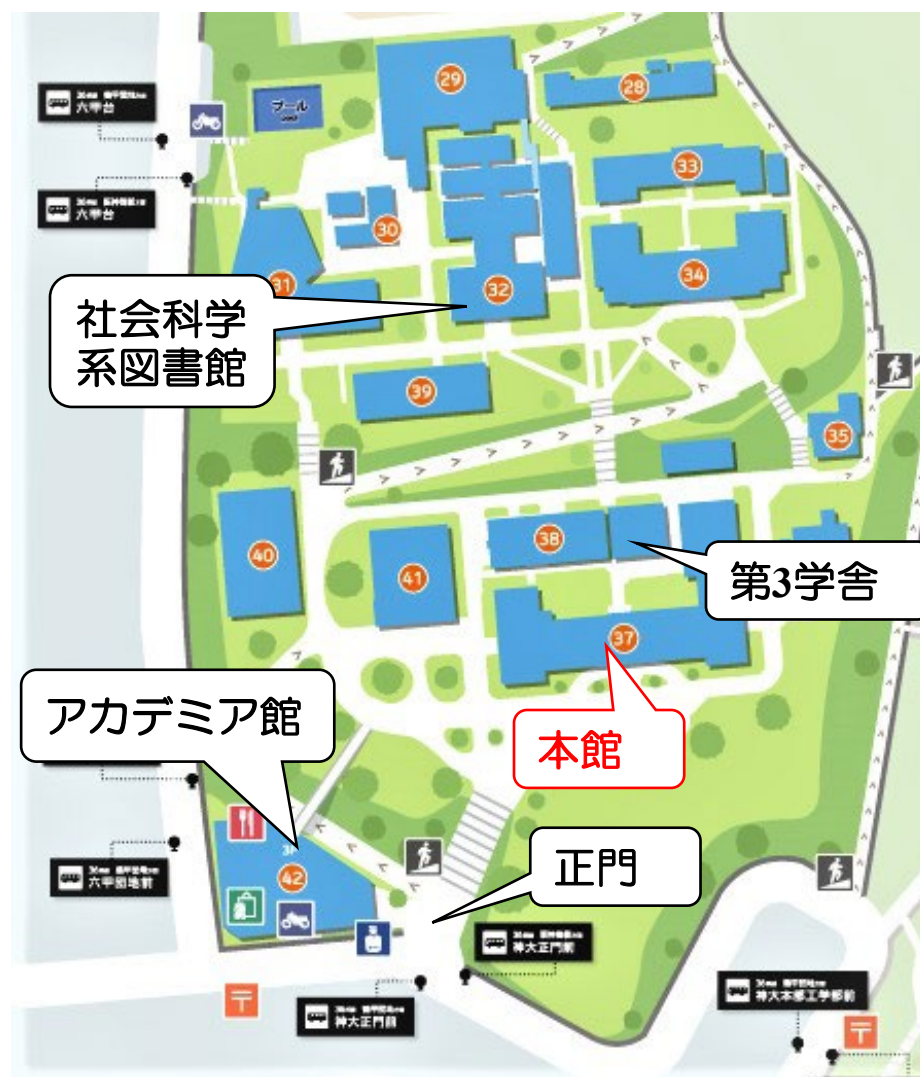 29
28
プール
六甲台
33
六甲台
30
34
31
32
社会科学
系図書館
39
35
38
40
41
第3学舎
37
アカデミア館
本館
正門
42
六甲団地前
神大正門前
神大正門前
神大本部工学部前